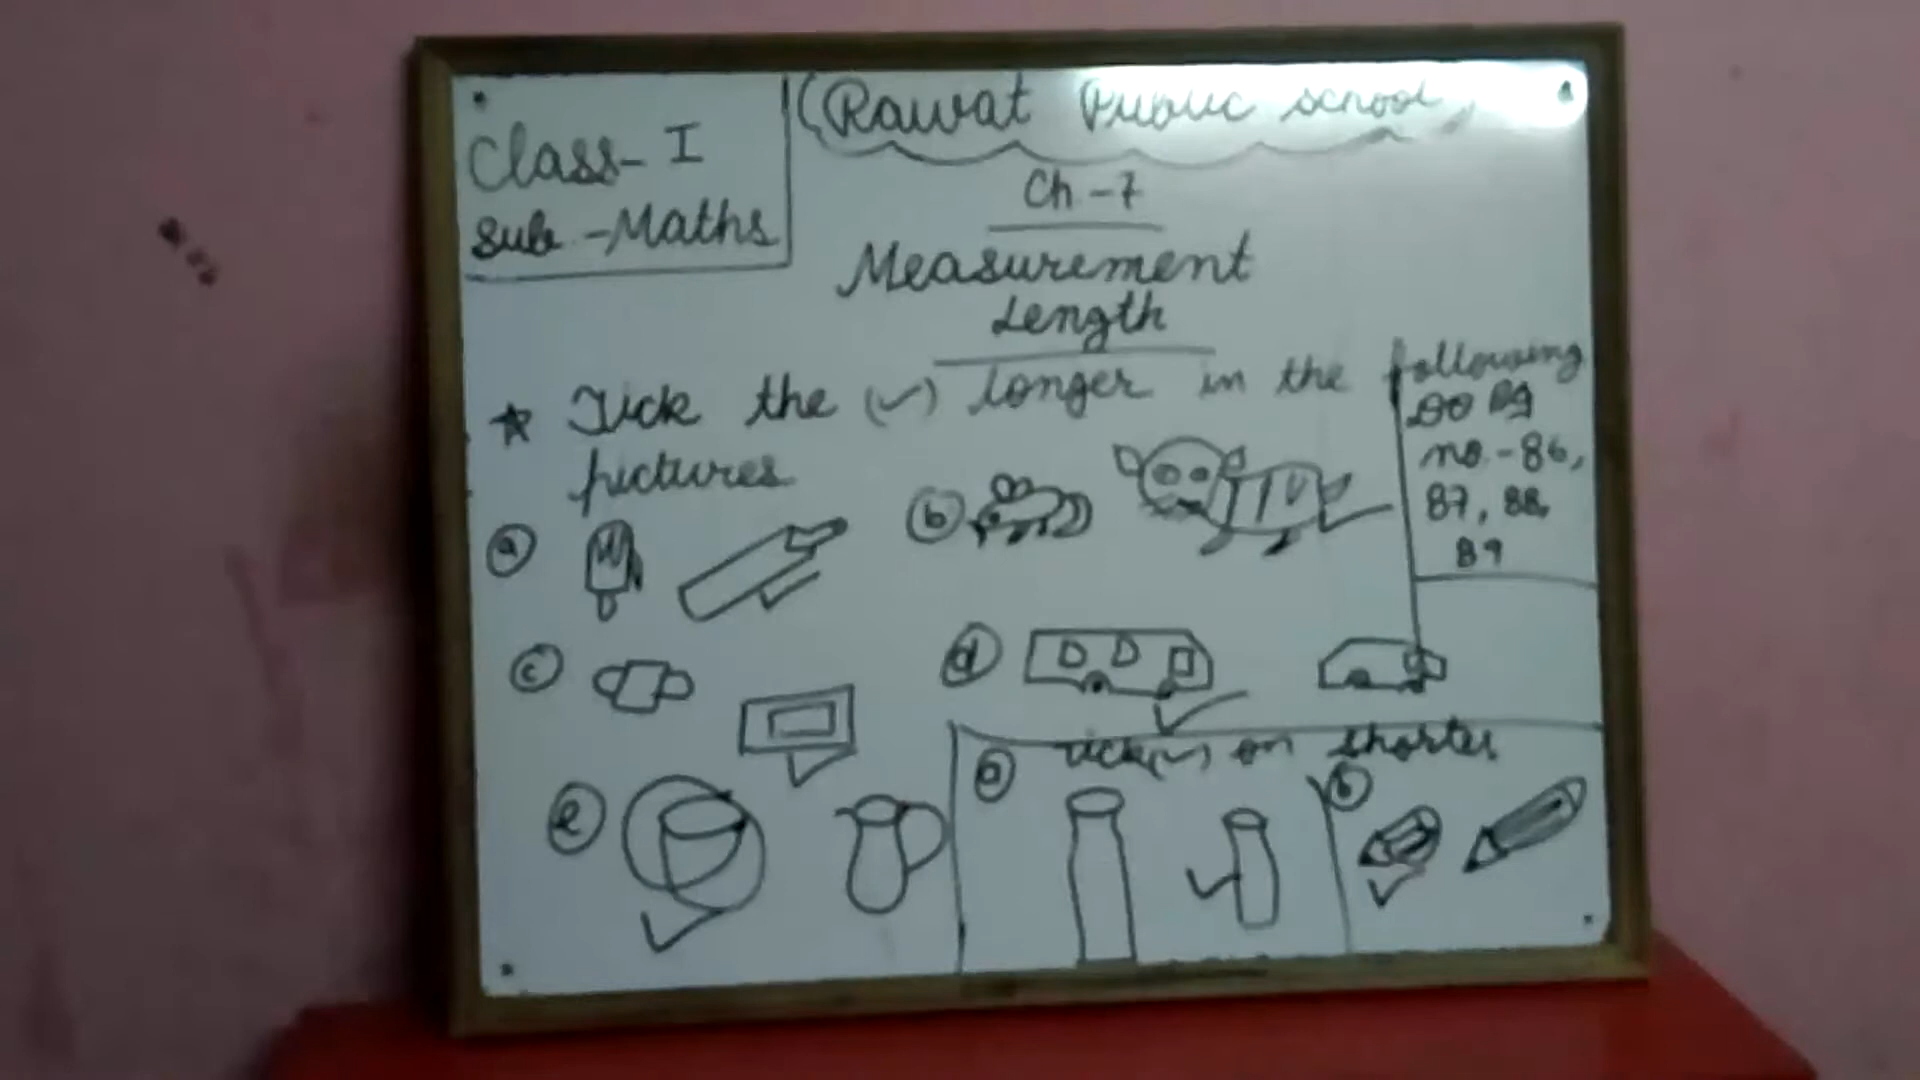 Class- I
Sub -Maths
(Rawat Public school)
Ch -7
Measurement
Length
★ Tick the (✓) longer in the following
pictures
DO Pg
no - 86,
87, 88,
89
a
b
c
d
e
Tick(✓) on shorter
a
b